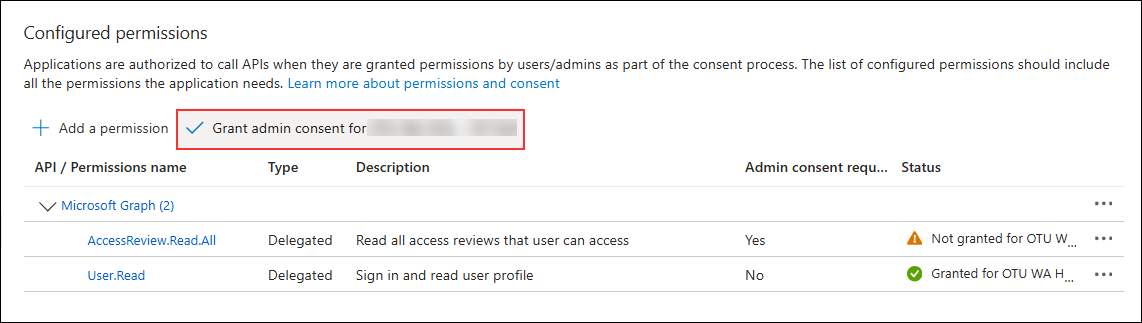 Configured permissions
Applications are authorized to call APIs when they are granted permissions by users/admins as part of the consent process. The list of configured permissions should include
all the permissions the application needs. Learn more about permissions and consent
Add a permission Grant admin consent for
API / Permissions name Type Description Admin consent requ... Status
Microsoft Graph (2)
AccessReview.Read.All Delegated Read all access reviews that user can access Yes Not granted for OTU W...
User.Read Delegated Sign in and read user profile No Granted for OTU WA H...